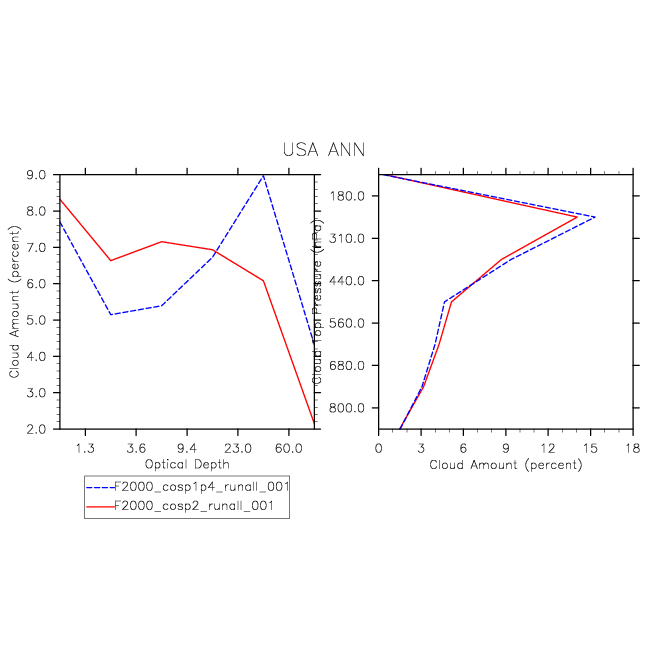 USA ANN
Cloud Amount (percent)
9.0
8.0
7.0
6.0
5.0
4.0
3.0
2.0
1.3 3.6 9.4 23.0 60.0
Optical Depth
Cloud Top Pressure (hPa)
180.0
310.0
440.0
560.0
680.0
800.0
0 3 6 9 12 15 18
Cloud Amount (percent)
F2000_cosp1p4_runall_001
F2000_cosp2_runall_001